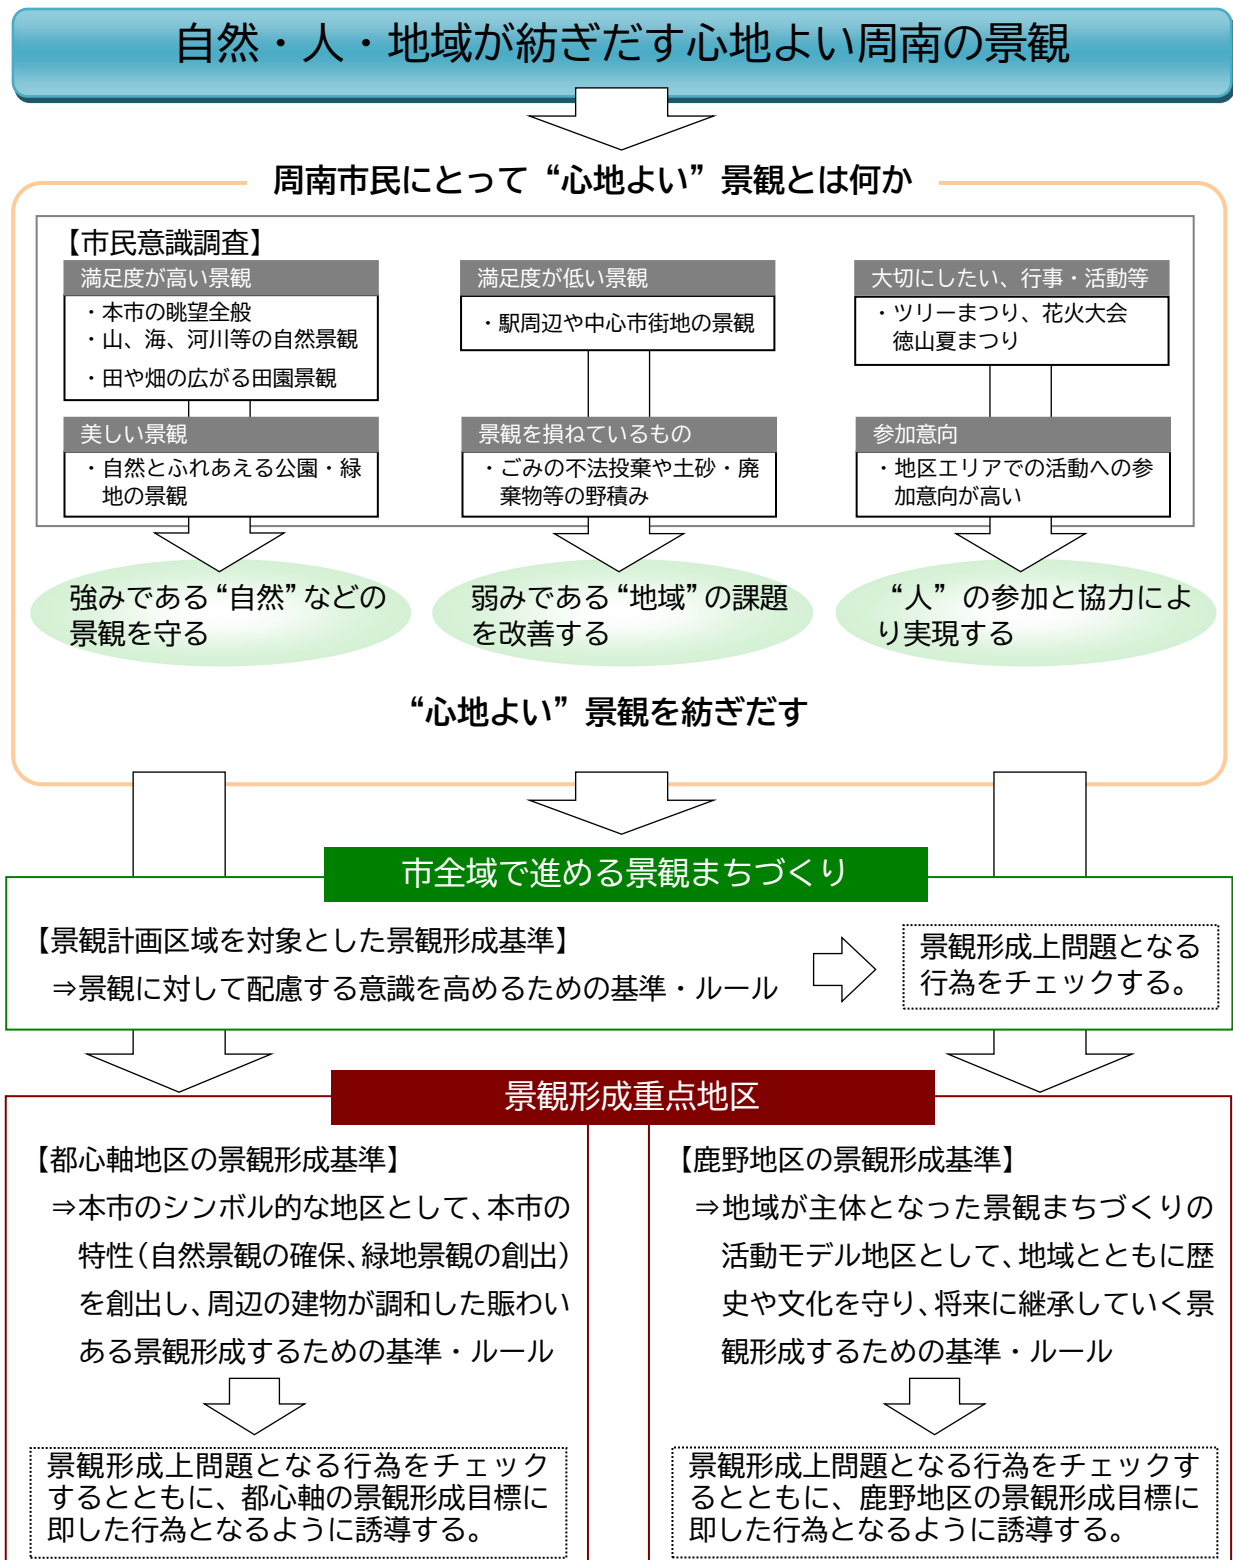 自然・人・地域が紡ぎだす心地よい周南の景観
周南市民にとって“心地よい”景観とは何か
【市民意識調査】
満足度が高い景観
・本市の眺望全般
・山、海、河川等の自然景観
・田や畑の広がる田園景観
美しい景観
・自然とふれあえる公園・緑
地の景観
強みである“自然”などの
景観を守る
満足度が低い景観
・駅周辺や中心市街地の景観
景観を損ねているもの
・ごみの不法投棄や土砂・廃
棄物等の野積み
弱みである“地域”の課題
を改善する
大切にしたい、行事・活動等
・ツリーまつり、花火大会
徳山夏まつり
参加意向
・地区エリアでの活動への参
加意向が高い
“人”の参加と協力によ
り実現する
“心地よい”景観を紡ぎだす
市全域で進める景観まちづくり
【景観計画区域を対象とした景観形成基準】
⇒景観に対して配慮する意識を高めるための基準・ルール
景観形成上問題となる
行為をチェックする。
景観形成重点地区
【都心軸地区の景観形成基準】
⇒本市のシンボル的な地区として、本市の
特性（自然景観の確保、緑地景観の創出）
を創出し、周辺の建物が調和した賑わい
ある景観形成するための基準・ルール
景観形成上問題となる行為をチェック
するとともに、都心軸の景観形成目標に
即した行為となるように誘導する。
【鹿野地区の景観形成基準】
⇒地域が主体となった景観まちづくりの
活動モデル地区として、地域とともに歴
史や文化を守り、将来に継承していく景
観形成するための基準・ルール
景観形成上問題となる行為をチェックす
るとともに、鹿野地区の景観形成目標に
即した行為となるように誘導する。